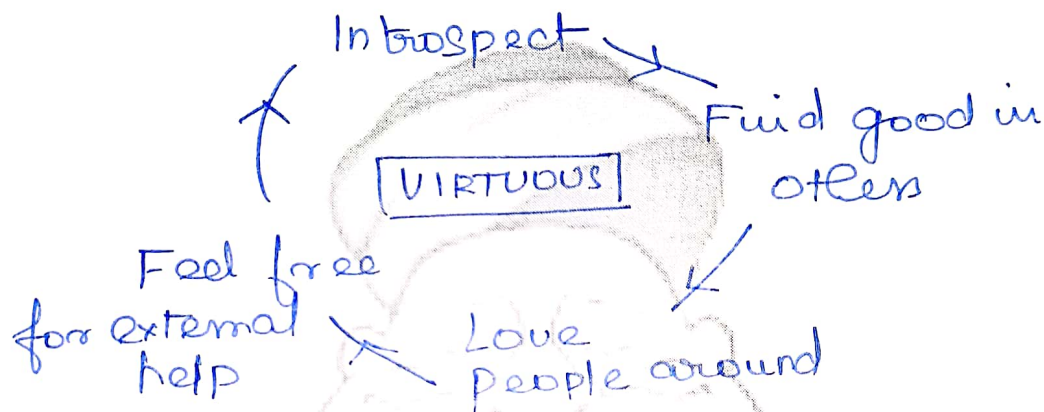 Introspect
Find good in
others
VIRTUOUS
Feel free
for external
help
Love
people around